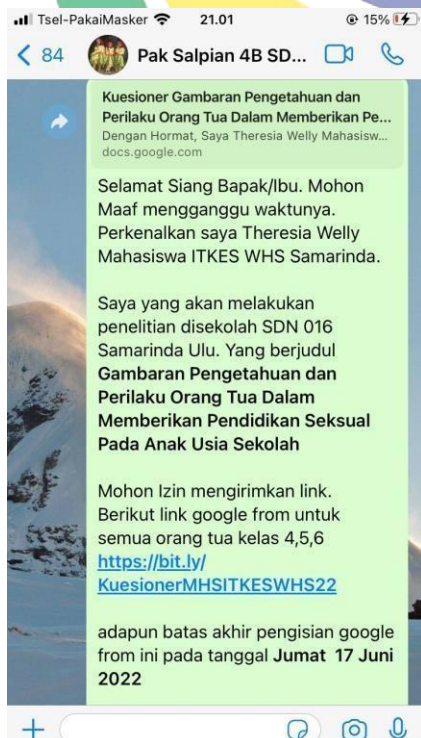 Tsel-PakaiMasker 21.01 15%
84 Pak Salpian 4B SD...
Kuesioner Gambaran Pengetahuan dan
Perilaku Orang Tua Dalam Memberikan Pe...
Dengan Hormat, Saya Theresia Welly Mahasisw...
docs.google.com
Selamat Siang Bapak/Ibu. Mohon
Maaf mengganggu waktunya.
Perkenalkan saya Theresia Welly
Mahasiswa ITKES WHS Samarinda.
Saya yang akan melakukan
penelitian disekolah SDN 016
Samarinda Ulu. Yang berjudul
Gambaran Pengetahuan dan
Perilaku Orang Tua Dalam
Memberikan Pendidikan Seksual
Pada Anak Usia Sekolah
Mohon Izin mengirimkan link.
Berikut link google from untuk
semua orang tua kelas 4,5,6
https://bit.ly/
KuesionerMHSITKESWHS22
adapun batas akhir pengisian google
from ini pada tanggal Jumat 17 Juni
2022